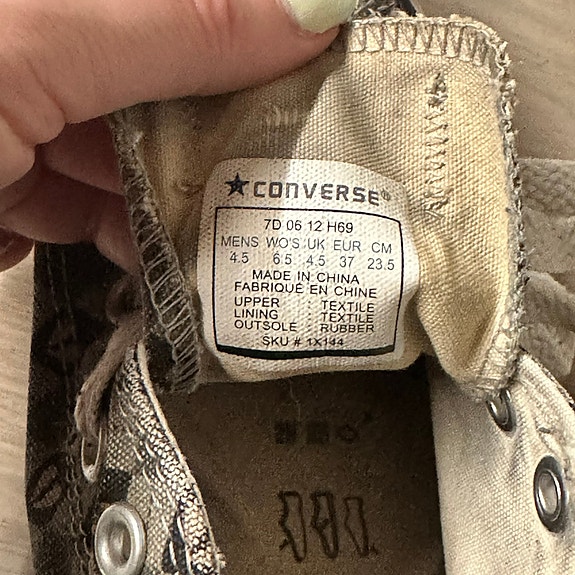 CONVERSE®
7D 06 12 H69
MENS WO'S UK EUR CM
4.5 6.5 4.5 37 23.5
MADE IN CHINA
FABRIQUÉ EN CHINE
UPPER : TEXTILE
LINING : TEXTILE
OUTSOLE : RUBBER
SKU # 1X144